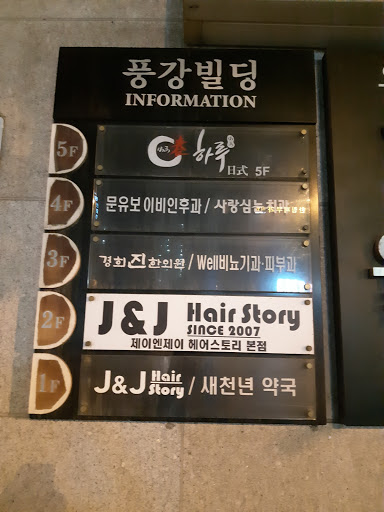 풍강빌딩
INFORMATION
5F
하루
日式 5F
4F
문유보이비인후과 / 사랑심는치과
3F
경희진한의원 / Well비뇨기과·피부과
2F
J&J Hair Story
SINCE 2007
제이엔제이 헤어스토리 본점
1F
J&J Hair Story / 새천년 약국